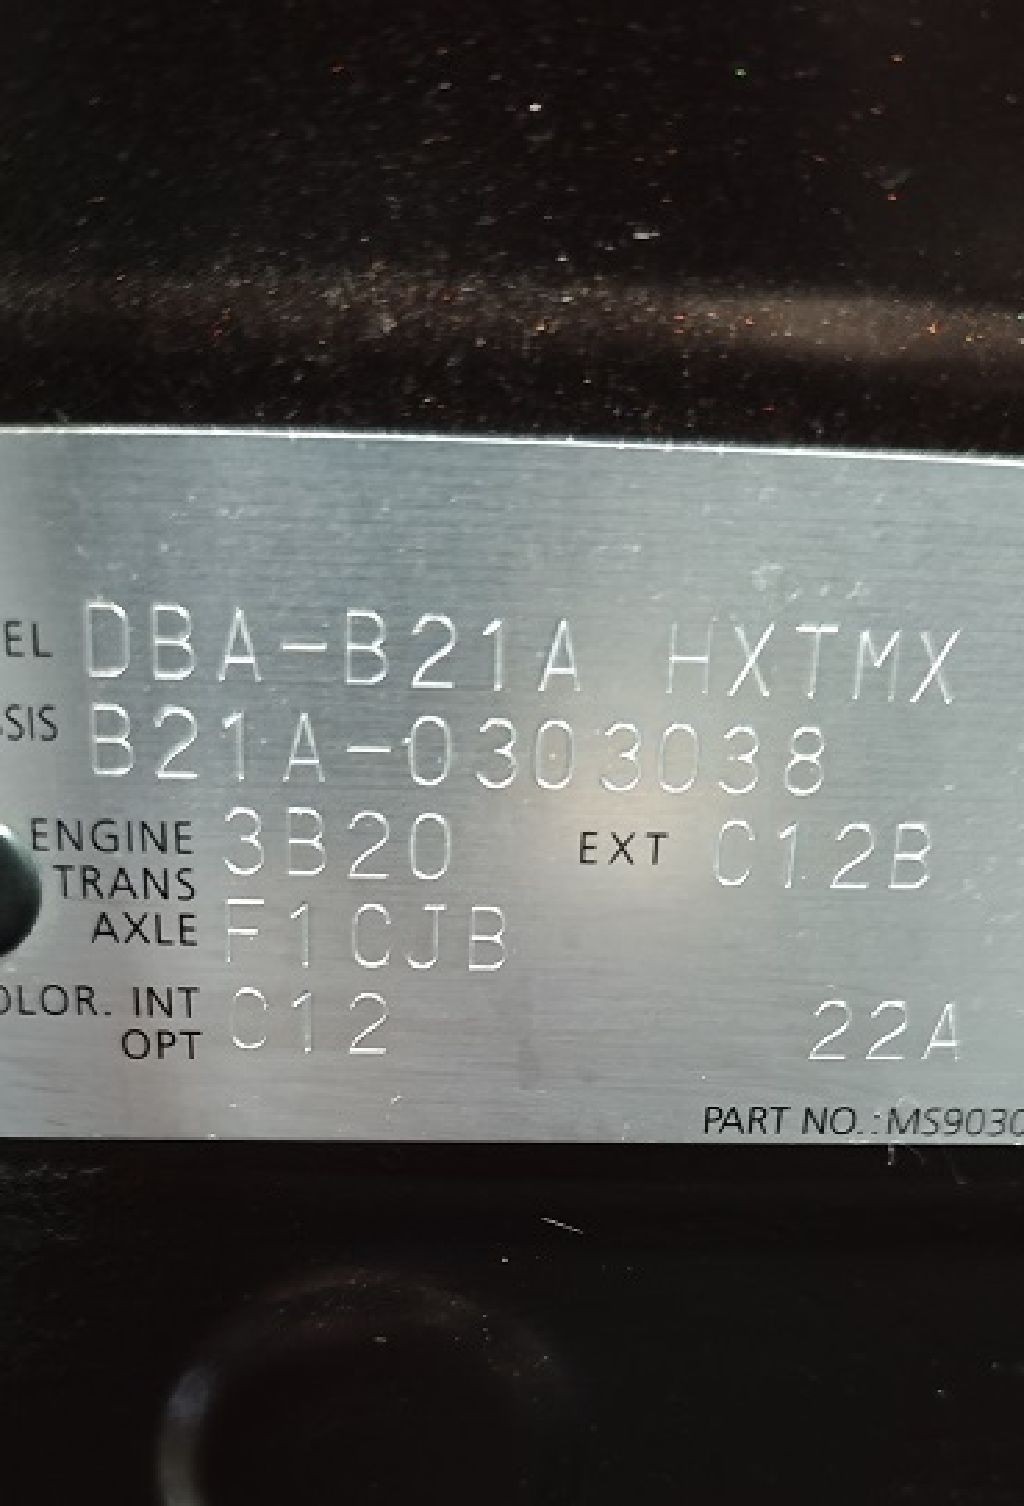 EL DBA-B21A HXTMX
SIS B21A-0303038
ENGINE 3B20 EXT C12B
TRANS
AXLE F1CJB
OLOR. INT C12 22A
OPT
PART NO.:MS9030